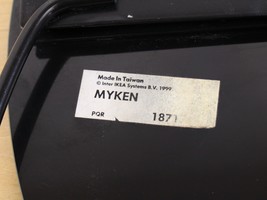 Made in Taiwan
© Inter IKEA Systems B.V. 1999
MYKEN
PQR 1871